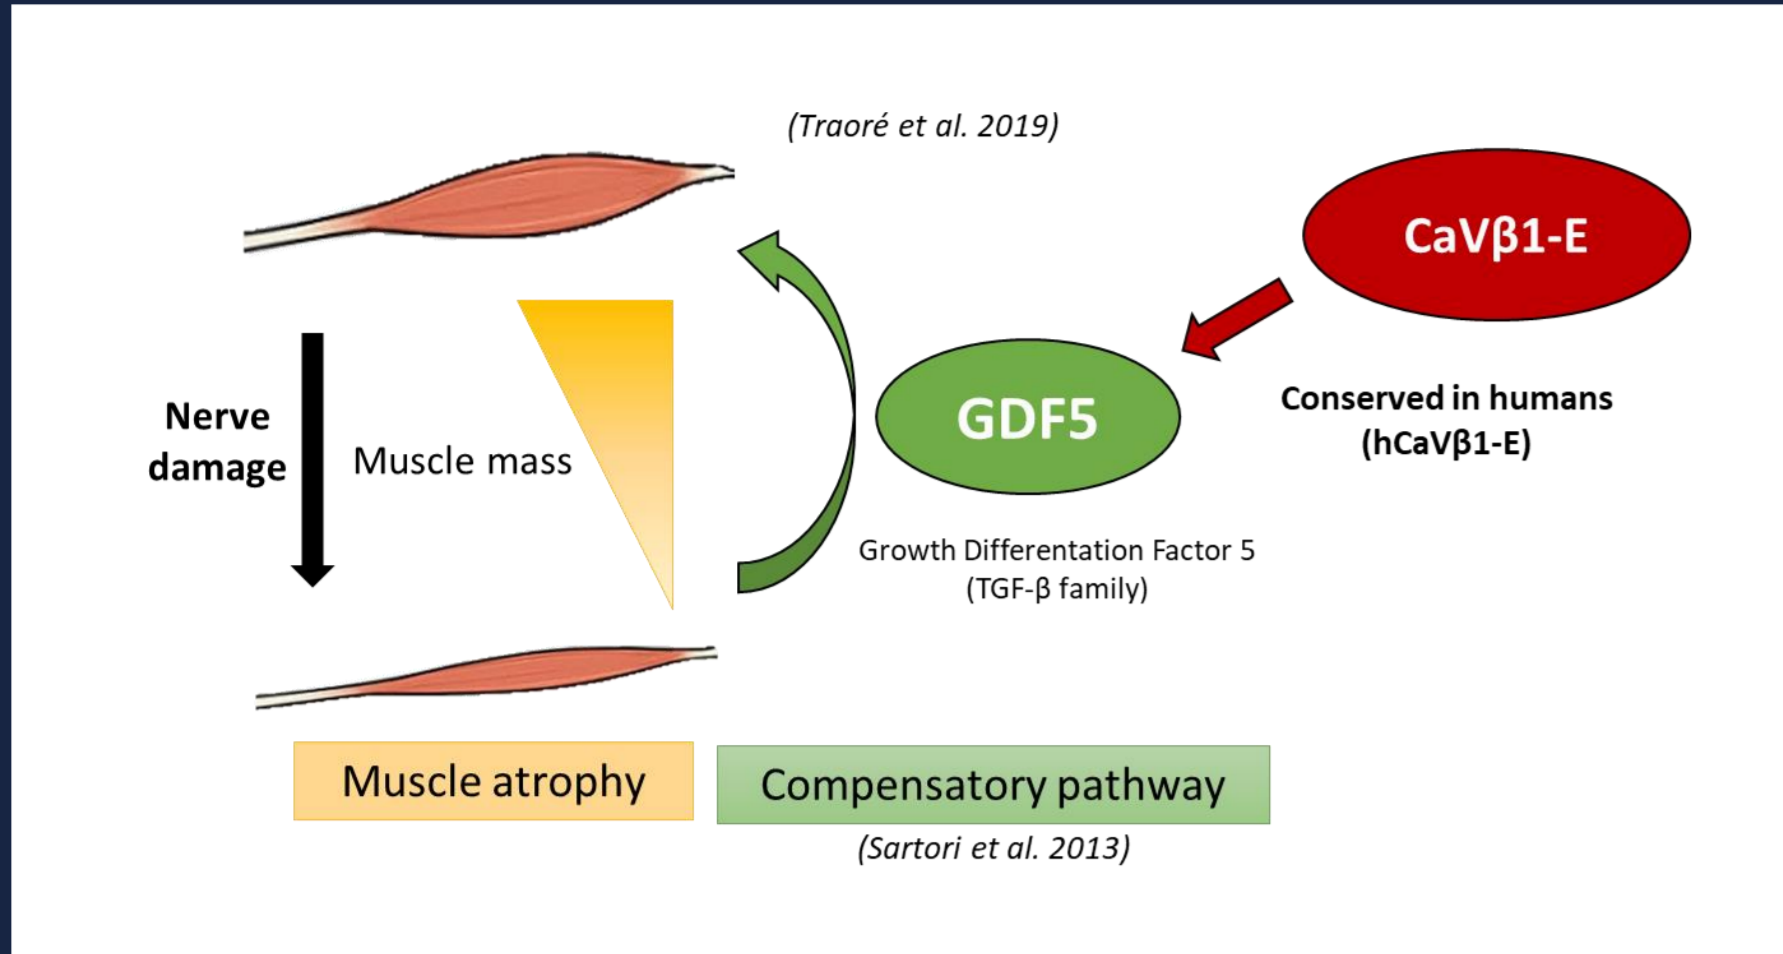 (Traoré et al. 2019)
CaVβ1-E
Conserved in humans
(hCaVβ1-E)
GDF5
Growth Differentation Factor 5
(TGF-β family)
Nerve
damage
Muscle mass
Muscle atrophy
Compensatory pathway
(Sartori et al. 2013)